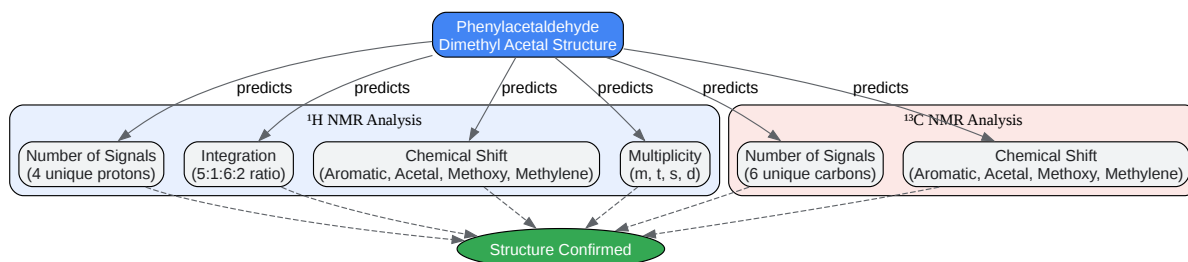 Phenylacetaldehyde
Dimethyl Acetal Structure
predicts
predicts
predicts
predicts
predicts
predicts
¹H NMR Analysis
¹³C NMR Analysis
Number of Signals
(4 unique protons)
Integration
(5:1:6:2 ratio)
Chemical Shift
(Aromatic, Acetal, Methoxy, Methylene)
Multiplicity
(m, t, s, d)
Number of Signals
(6 unique carbons)
Chemical Shift
(Aromatic, Acetal, Methoxy, Methylene)
Structure Confirmed